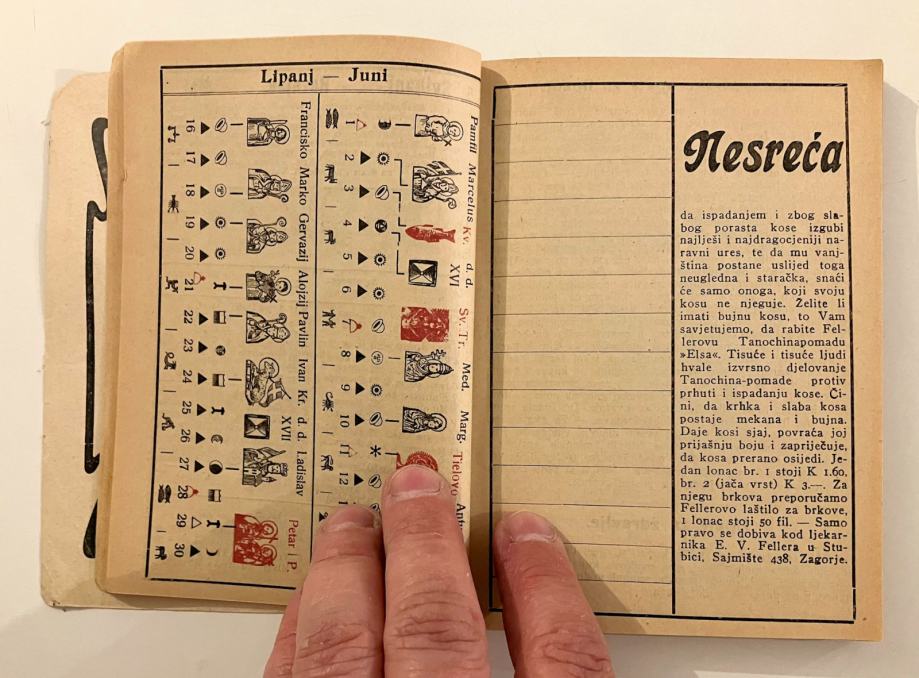 Lipanj — Juni
Pamfil Marcelus Kv. d. d. XVI Sv. Tr. Med. Marg. Tielovo
1 2 3 4 5 6 8 9 10 11 12
Francisko Marko Gervazij Alojzij Pavlin Ivan Kr. d. d. XVII Ladislav Petar i P.
16 17 18 19 20 21 22 23 24 25 26 27 28 29 30
Nesreća
da ispadanjem i zbog sla-
bog porasta kose izgubi
najlješi i najdragocjeniji na-
ravni ures, te da mu vanj-
ština postane uslijed toga
neugledna i staračka, snaći
će samo onoga, koji svoju
kosu ne njeguje. Želite li
imati bujnu kosu, to Vam
savjetujemo, da rabite Fel-
lerovu Tanochinapomadu
»Elsa«. Tisuće i tisuće ljudi
hvale izvrsno djelovanje
Tanochina-pomade protiv
prhuti i ispadanju kose. Či-
ni, da krhka i slaba kosa
postaje mekana i bujna.
Daje kosi sjaj, povraća joj
prijašnju boju i zapriječuje,
da kosa prerano osijedi. Je-
dan lonac br. 1 stoji K 1.60,
br. 2 (jača vrst) K 3.—. Za
njegu brkova preporučamo
Fellerovo laštilo za brkove,
1 lonac stoji 50 fil. — Samo
pravo se dobiva kod ljekar-
nika E. V. Fellera u Stu-
bici, Sajmište 438, Zagorje.